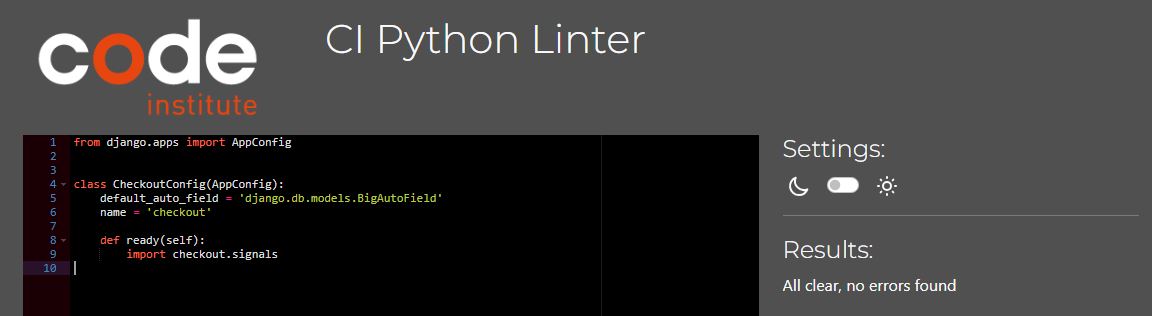 code
institute
CI Python Linter
1 from django.apps import AppConfig
2
3
4 class CheckoutConfig(AppConfig):
5     default_auto_field = 'django.db.models.BigAutoField'
6     name = 'checkout'
7
8     def ready(self):
9         import checkout.signals
10
Settings:
Results:
All clear, no errors found